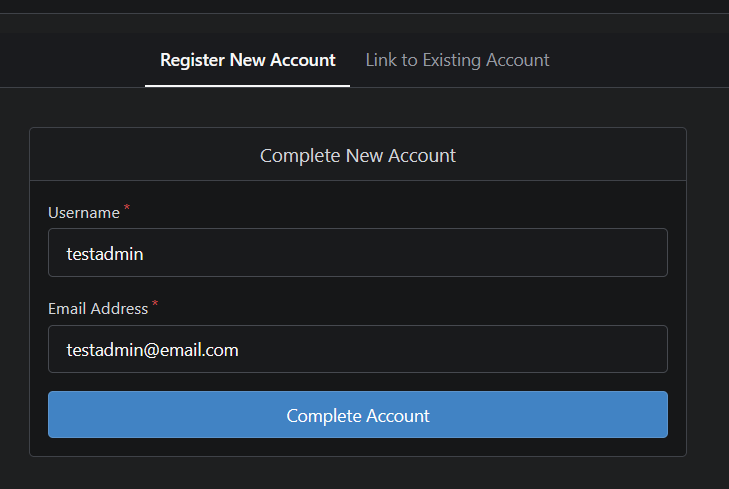 Register New Account Link to Existing Account
Complete New Account
Username *
testadmin
Email Address *
testadmin@email.com
Complete Account